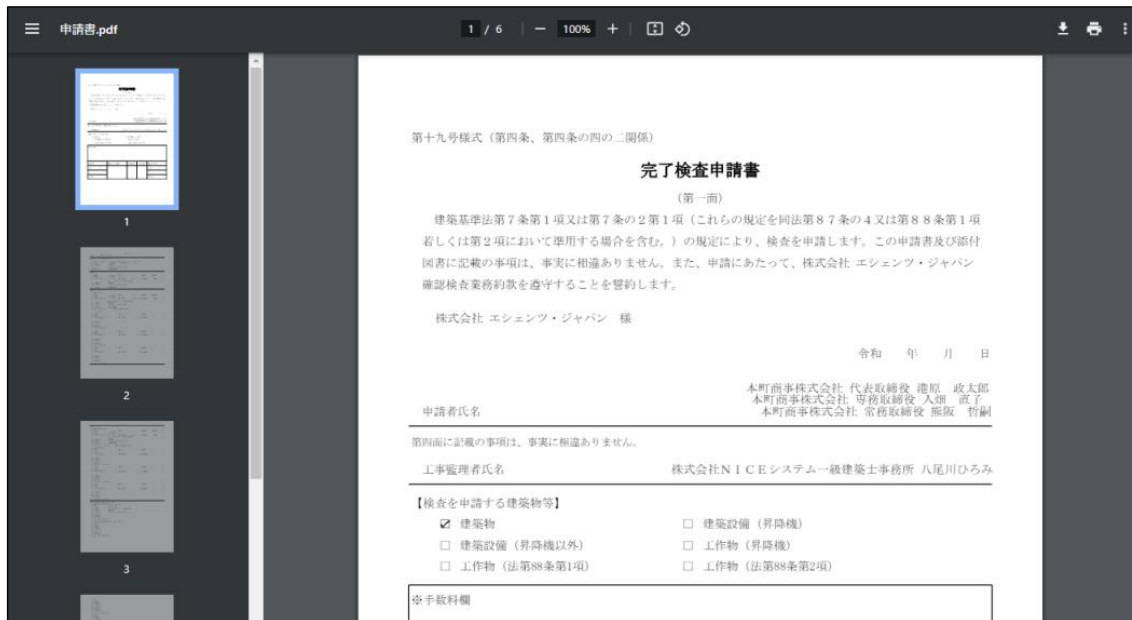 申請書.pdf
1 / 6
100%
1
2
3
第十九号様式（第四条、第四条の四の二関係）
完了検査申請書
（第一面）
建築基準法第７条第１項又は第７条の２第１項（これらの規定を同法第８７条の４又は第８８条第１項
若しくは第２項において準用する場合を含む。）の規定により、検査を申請します。この申請書及び添付
図書に記載の事項は、事実に相違ありません。また、申請にあたって、株式会社 エシェンツ・ジャパン
確認検査業務約款を遵守することを誓約します。
株式会社 エシェンツ・ジャパン 様
令和 年 月 日
本町商事株式会社 代表取締役 滝原 政太郎
本町商事株式会社 専務取締役 入畑 直子
申請者氏名 本町商事株式会社 常務取締役 熊阪 哲嗣
第四面に記載の事項は、事実に相違ありません。
工事監理者氏名 株式会社ＮＩＣＥシステム一級建築士事務所 八尾川ひろみ
【検査を申請する建築物等】
☑ 建築物 ☐ 建築設備（昇降機）
☐ 建築設備（昇降機以外） ☐ 工作物（昇降機）
☐ 工作物（法第88条第1項） ☐ 工作物（法第88条第2項）
※手数料欄